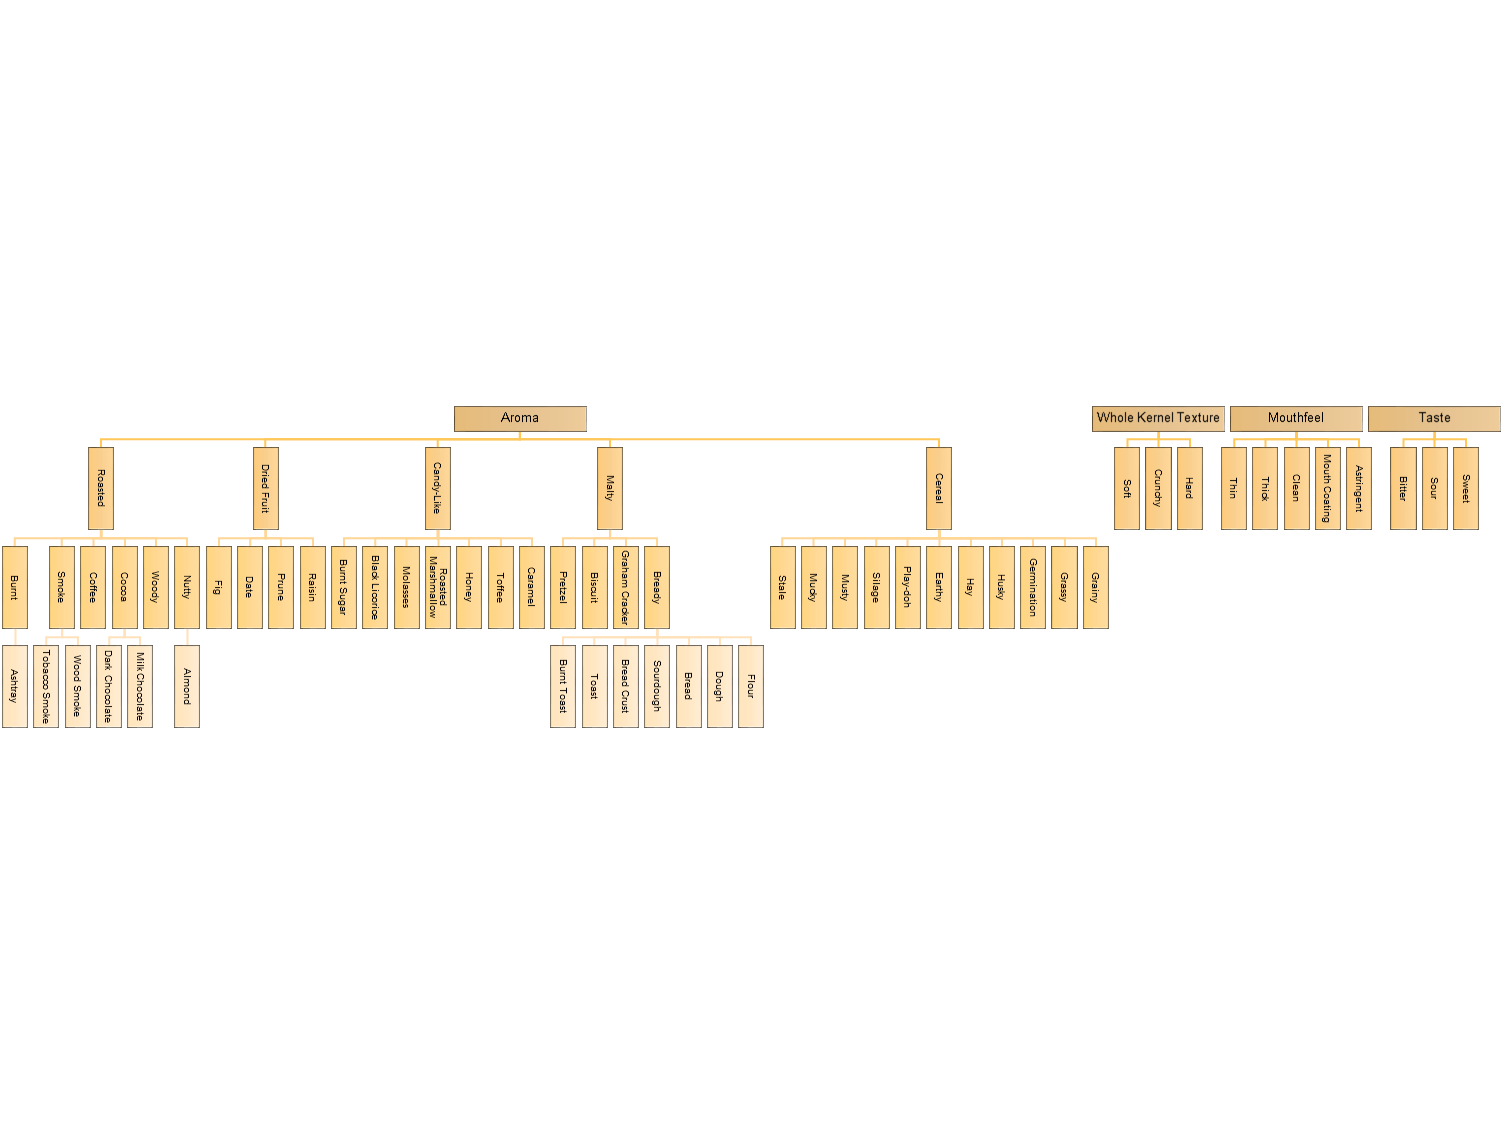 Aroma
Whole Kernel Texture
Mouthfeel
Taste
Roasted
Dried Fruit
Candy-Like
Malty
Cereal
Soft
Crunchy
Hard
Thin
Thick
Clean
Mouth Coating
Astringent
Bitter
Sour
Sweet
Burnt
Smoke
Coffee
Cocoa
Woody
Nutty
Fig
Date
Prune
Raisin
Burnt Sugar
Black Licorice
Molasses
Roasted
Marshmallow
Honey
Toffee
Caramel
Pretzel
Biscuit
Graham Cracker
Bready
Stale
Mucky
Musty
Silage
Play-doh
Earthy
Hay
Husky
Germination
Grassy
Grainy
Ashtray
Tobacco Smoke
Wood Smoke
Dark Chocolate
Milk Chocolate
Almond
Burnt Toast
Toast
Bread Crust
Sourdough
Bread
Dough
Flour